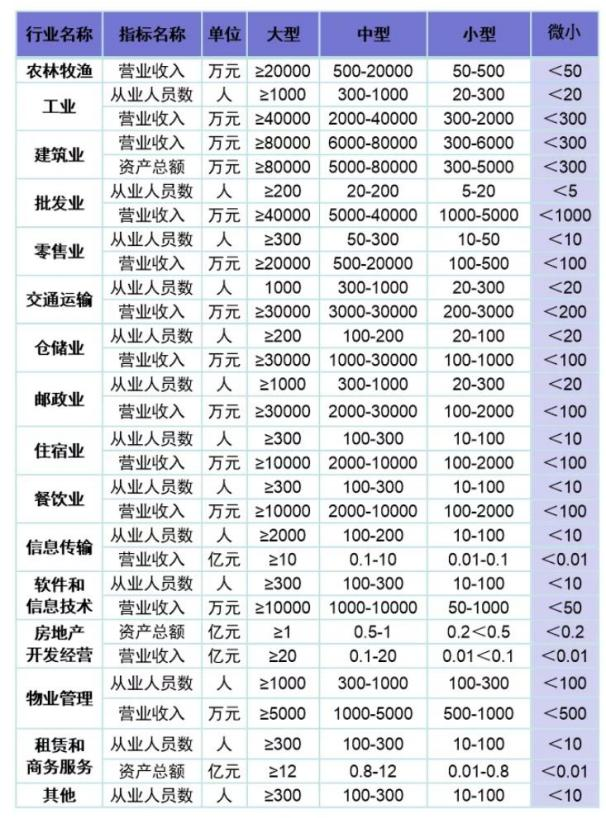 行业名称 指标名称 单位 大型 中型 小型 微小
农林牧渔 营业收入 万元 ≥20000 500-20000 50-500 ＜50
工业 从业人员数 人 ≥1000 300-1000 20-300 ＜20
营业收入 万元 ≥40000 2000-40000 300-2000 ＜300
建筑业 营业收入 万元 ≥80000 6000-80000 300-6000 ＜300
资产总额 万元 ≥80000 5000-80000 300-5000 ＜300
批发业 从业人员数 人 ≥200 20-200 5-20 ＜5
营业收入 万元 ≥40000 5000-40000 1000-5000 ＜1000
零售业 从业人员数 人 ≥300 50-300 10-50 ＜10
营业收入 万元 ≥20000 500-20000 100-500 ＜100
交通运输 从业人员数 人 1000 300-1000 20-300 ＜20
营业收入 万元 ≥30000 3000-30000 200-3000 ＜200
仓储业 从业人员数 人 ≥200 100-200 20-100 ＜20
营业收入 万元 ≥30000 1000-30000 100-1000 ＜100
邮政业 从业人员数 人 ≥1000 300-1000 20-300 ＜20
营业收入 万元 ≥30000 2000-30000 100-2000 ＜100
住宿业 从业人员数 人 ≥300 100-300 10-100 ＜10
营业收入 万元 ≥10000 2000-10000 100-2000 ＜100
餐饮业 从业人员数 人 ≥300 100-300 10-100 ＜10
营业收入 万元 ≥10000 2000-10000 100-2000 ＜100
信息传输 从业人员数 人 ≥2000 100-200 10-100 ＜10
营业收入 亿元 ≥10 0.1-10 0.01-0.1 ＜0.01
软件和 从业人员数 人 ≥300 100-300 10-100 ＜10
信息技术 营业收入 万元 ≥10000 1000-10000 50-1000 ＜50
房地产 资产总额 亿元 ≥1 0.5-1 0.2＜0.5 ＜0.2
开发经营 营业收入 亿元 ≥20 0.1-20 0.01＜0.1 ＜0.01
物业管理 从业人员数 人 ≥1000 300-1000 100-300 ＜100
营业收入 万元 ≥5000 1000-5000 500-1000 ＜500
租赁和 从业人员数 人 ≥300 100-300 10-100 ＜10
商务服务 资产总额 亿元 ≥12 0.8-12 0.01-0.8 ＜0.01
其他 从业人员数 人 ≥300 100-300 10-100 ＜10